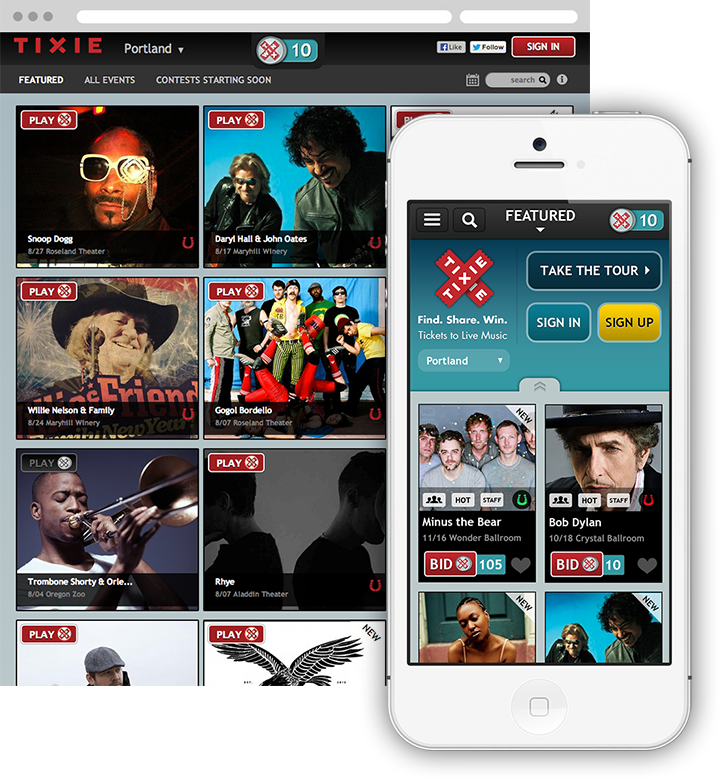 TIXIE
Portland ▼
10
Like
Follow
SIGN IN
FEATURED
ALL EVENTS
CONTESTS STARTING SOON
search
PLAY
Snoop Dogg
8/27 Roseland Theater
PLAY
Daryl Hall & John Oates
8/17 Maryhill Winery
PLAY
Willie Nelson & Family
8/24 Maryhill Winery
PLAY
Gogol Bordello
8/07 Roseland Theater
PLAY
Trombone Shorty & Orle...
8/04 Oregon Zoo
PLAY
Rhye
8/07 Aladdin Theater
PLAY
PLAY
NEW
EST.
2010
FEATURED
10
TIXIE
TIXIE
Find. Share. Win.
Tickets to Live Music
Portland ▼
TAKE THE TOUR
SIGN IN
SIGN UP
NEW
HOT
STAFF
Minus the Bear
11/16 Wonder Ballroom
BID 105
HOT
STAFF
Bob Dylan
10/18 Crystal Ballroom
BID 10
NEW
NEW